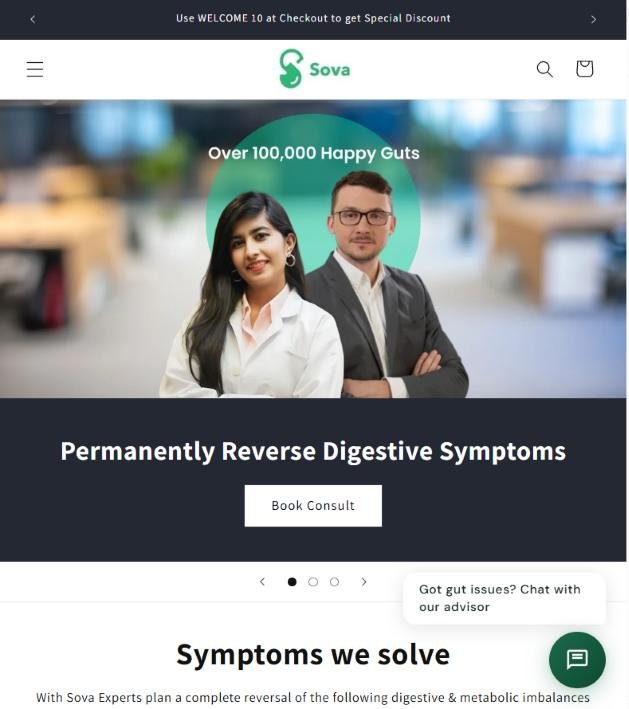 Use WELCOME 10 at Checkout to get Special Discount
Sova
Over 100,000 Happy Guts
Permanently Reverse Digestive Symptoms
Book Consult
Got gut issues? Chat with
our advisor
Symptoms we solve
With Sova Experts plan a complete reversal of the following digestive & metabolic imbalances